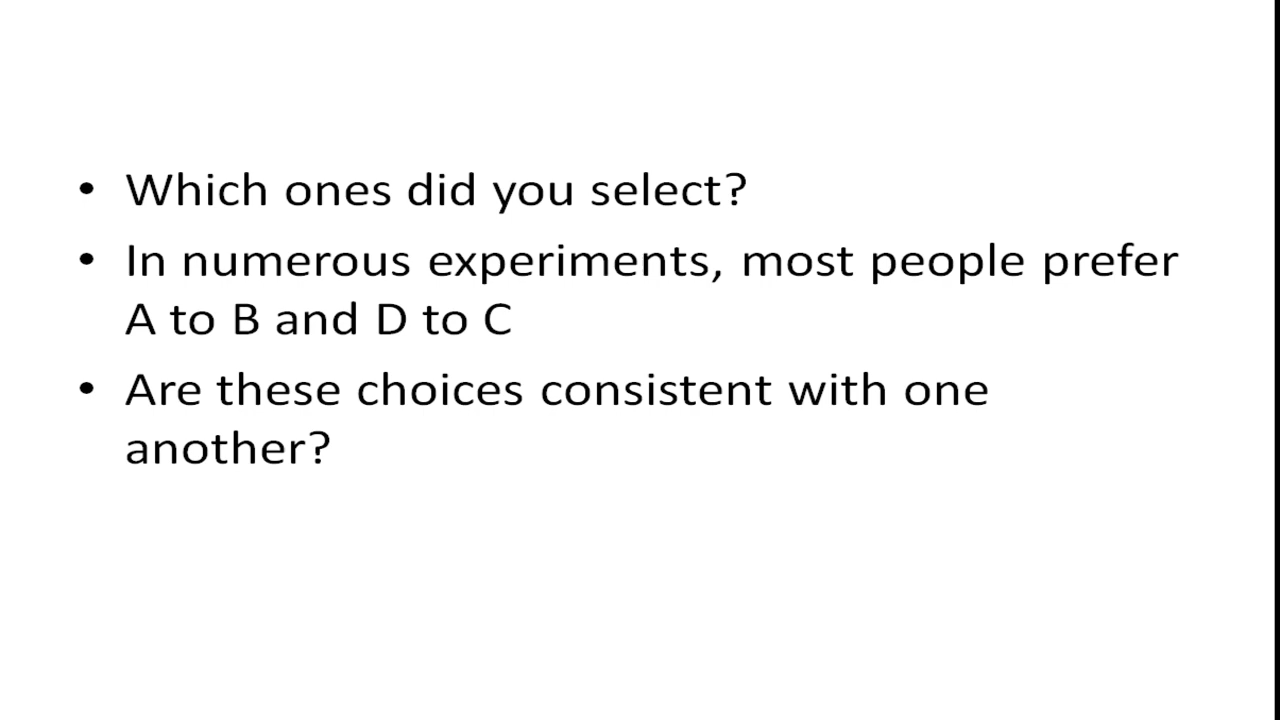 • Which ones did you select?
• In numerous experiments, most people prefer
A to B and D to C
• Are these choices consistent with one
another?